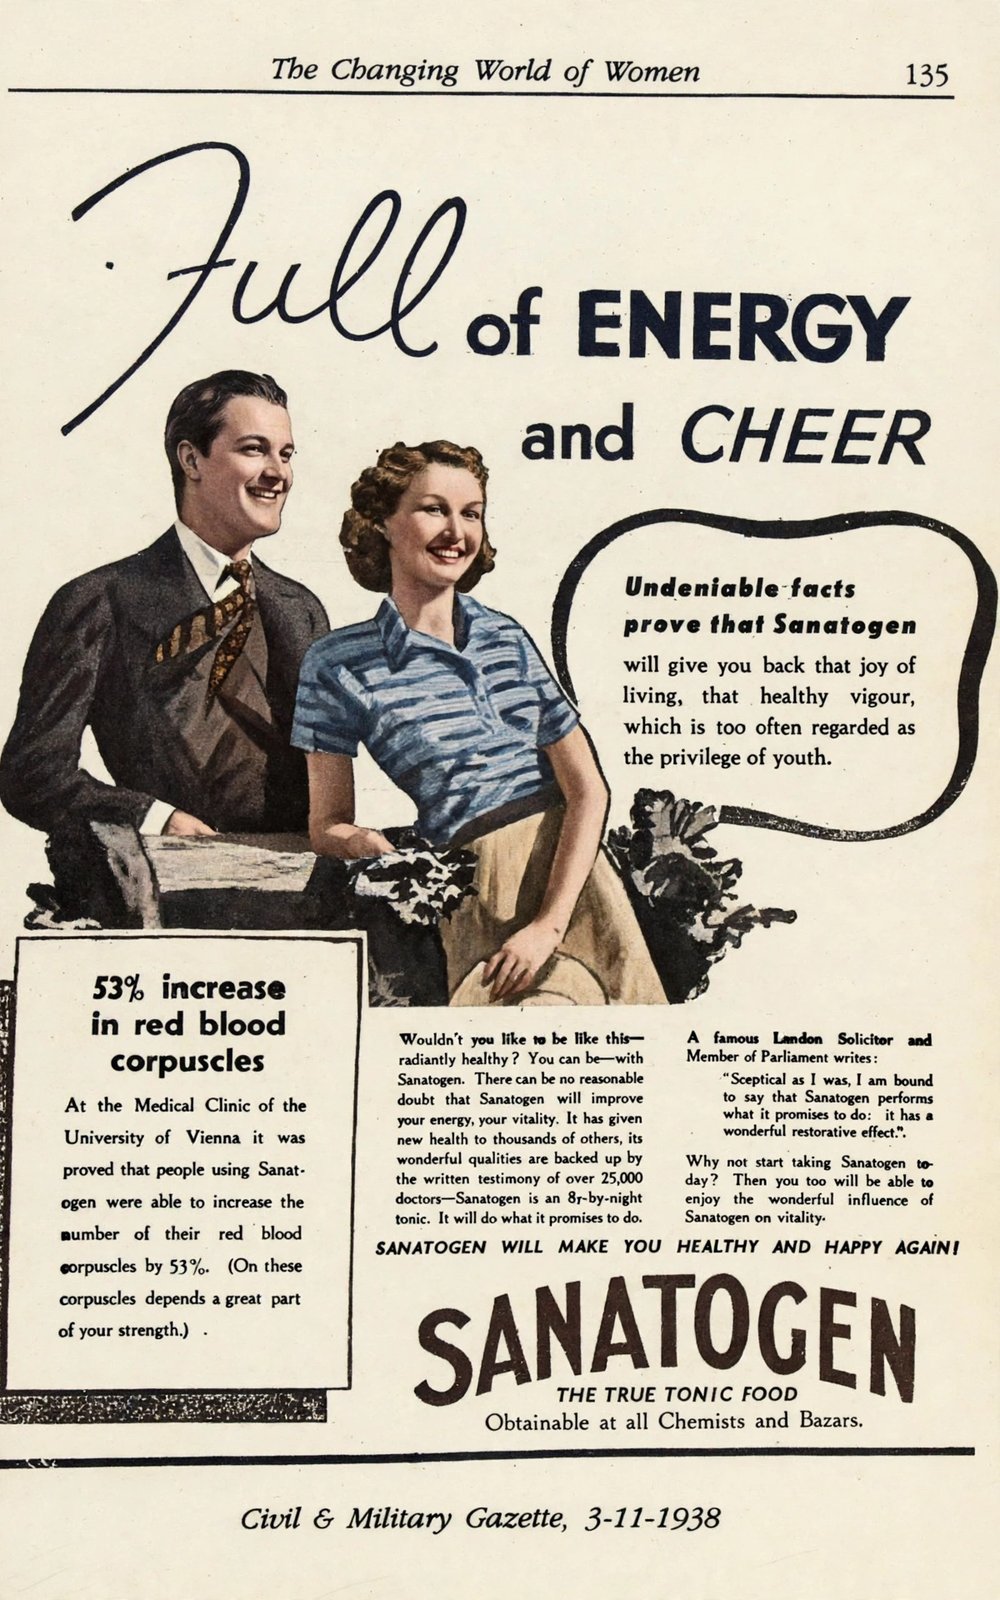 The Changing World of Women 135
Full of ENERGY
and CHEER
Undeniable facts
prove that Sanatogen
will give you back that joy of
living, that healthy vigour,
which is too often regarded as
the privilege of youth.
53% increase
in red blood
corpuscles
At the Medical Clinic of the
University of Vienna it was
proved that people using Sanat-
ogen were able to increase the
number of their red blood
corpuscles by 53%. (On these
corpuscles depends a great part
of your strength.)
Wouldn't you like to be like this—
radiantly healthy? You can be—with
Sanatogen. There can be no reasonable
doubt that Sanatogen will improve
your energy, your vitality. It has given
new health to thousands of others, its
wonderful qualities are backed up by
the written testimony of over 25,000
doctors—Sanatogen is an 8r-by-night
tonic. It will do what it promises to do.
A famous Landon Solicitor and
Member of Parliament writes:
"Sceptical as I was, I am bound
to say that Sanatogen performs
what it promises to do: it has a
wonderful restorative effect.".
Why not start taking Sanatogen to-
day? Then you too will be able to
enjoy the wonderful influence of
Sanatogen on vitality.
SANATOGEN WILL MAKE YOU HEALTHY AND HAPPY AGAIN!
SANATOGEN
THE TRUE TONIC FOOD
Obtainable at all Chemists and Bazars.
Civil & Military Gazette, 3-11-1938